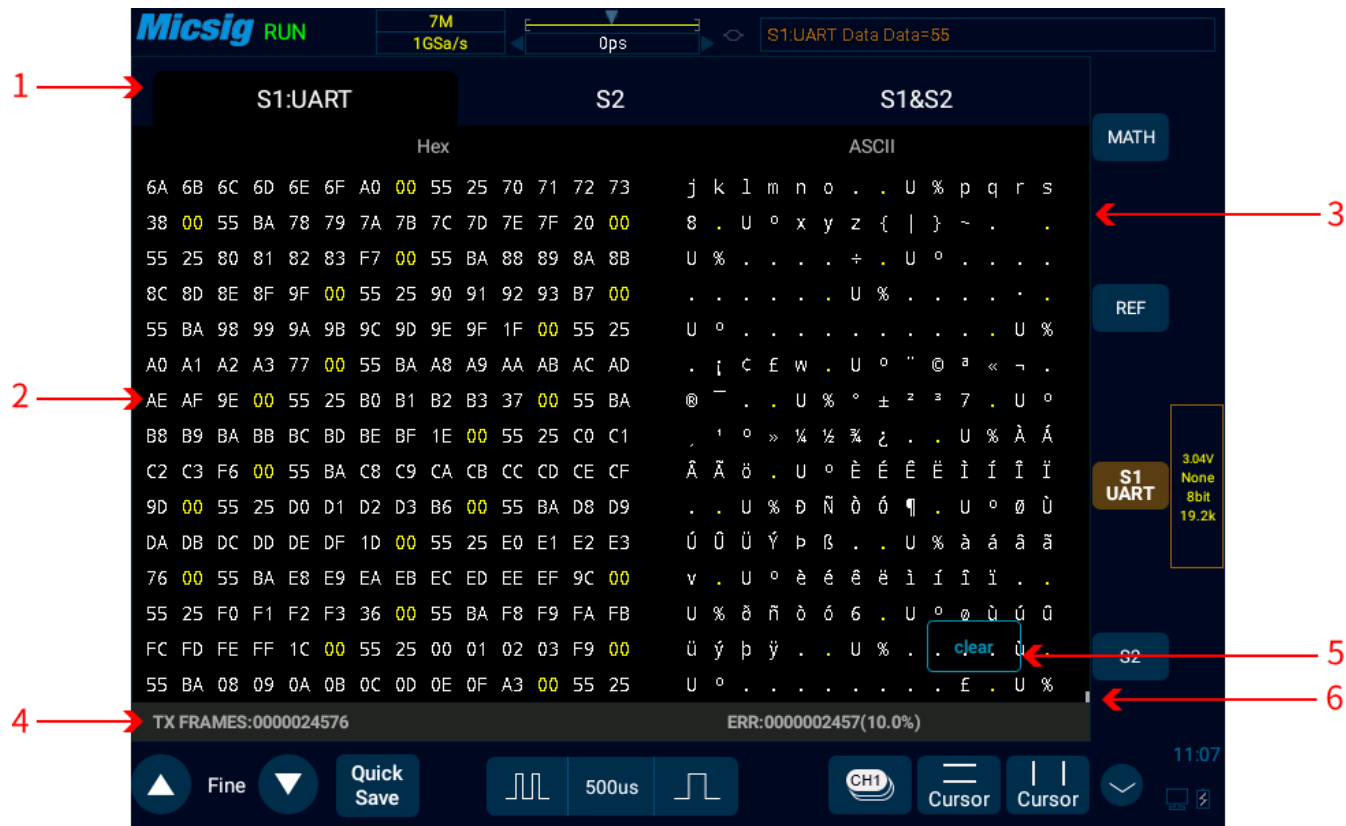 Micsig RUN
7M
1GSa/s
0ps
S1:UART Data Data=55
1
S1:UART S2 S1&S2
MATH
Hex ASCII
6A 6B 6C 6D 6E 6F A0 00 55 25 70 71 72 73 j k l m n o . . U % p q r s
3
38 00 55 BA 78 79 7A 7B 7C 7D 7E 7F 20 00 8 . U º x y z { | } ~ . .
55 25 80 81 82 83 F7 00 55 BA 88 89 8A 8B U % . . . . ÷ . U º . . . .
8C 8D 8E 8F 9F 00 55 25 90 91 92 93 B7 00 . . . . . . U % . . . . · .
REF
55 BA 98 99 9A 9B 9C 9D 9E 9F 1F 00 55 25 U º . . . . . . . . . . U %
A0 A1 A2 A3 77 00 55 BA A8 A9 AA AB AC AD . ¡ ¢ £ w . U º ¨ © ª « ¬ .
2
AE AF 9E 00 55 25 B0 B1 B2 B3 37 00 55 BA ® ¯ . . U % ° ± ² ³ 7 . U º
B8 B9 BA BB BC BD BE BF 1E 00 55 25 C0 C1 ¸ ¹ º » ¼ ½ ¾ ¿ . . U % À Á
C2 C3 F6 00 55 BA C8 C9 CA CB CC CD CE CF Â Ã ö . U º È É Ê Ë Ì Í Î Ï
S1
UART
3.04V
None
8bit
19.2k
9D 00 55 25 D0 D1 D2 D3 B6 00 55 BA D8 D9 . . U % Ð Ñ Ò Ó ¶ . U º Ø Ù
DA DB DC DD DE DF 1D 00 55 25 E0 E1 E2 E3 Ú Û Ü Ý Þ ß . . U % à á â ã
76 00 55 BA E8 E9 EA EB EC ED EE EF 9C 00 v . U º è é ê ë ì í î ï . .
55 25 F0 F1 F2 F3 36 00 55 BA F8 F9 FA FB U % ð ñ ò ó 6 . U º ø ù ú û
FC FD FE FF 1C 00 55 25 00 01 02 03 F9 00 ü ý þ ÿ . . U % . . . . ù .
clear
5
S2
55 BA 08 09 0A 0B 0C 0D 0E 0F A3 00 55 25 U º . . . . . . . . £ . U %
6
4
TX FRAMES:0000024576 ERR:0000002457(10.0%)
Fine
Quick
Save
500us
CH1
Cursor
Cursor
11:07